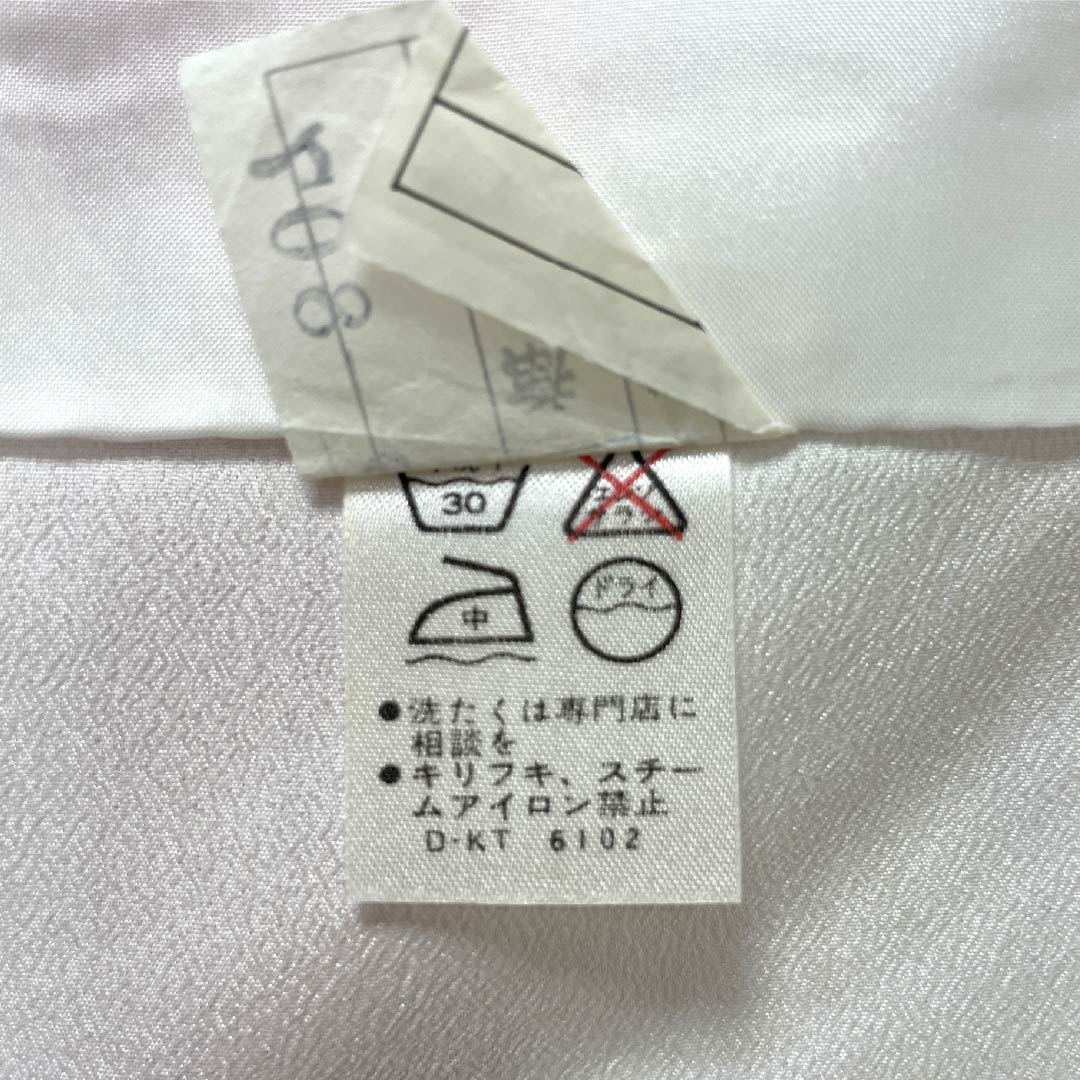 30
中
ドライ
●洗たくは専門店に
相談を
●キリフキ、スチー
ムアイロン禁止
D-KT 6102